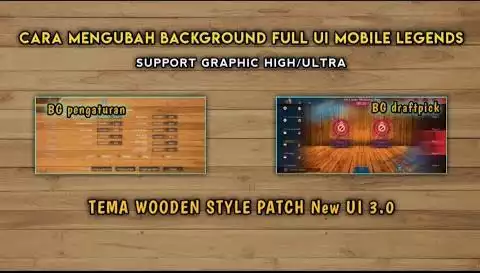 CARA MENGUBAH BACKGROUND FULL UI MOBILE LEGENDS
SUPPORT GRAPHIC HIGH/ULTRA
BG pengaturan
BG draftpick
TEMA WOODEN STYLE PATCH New UI 3.0